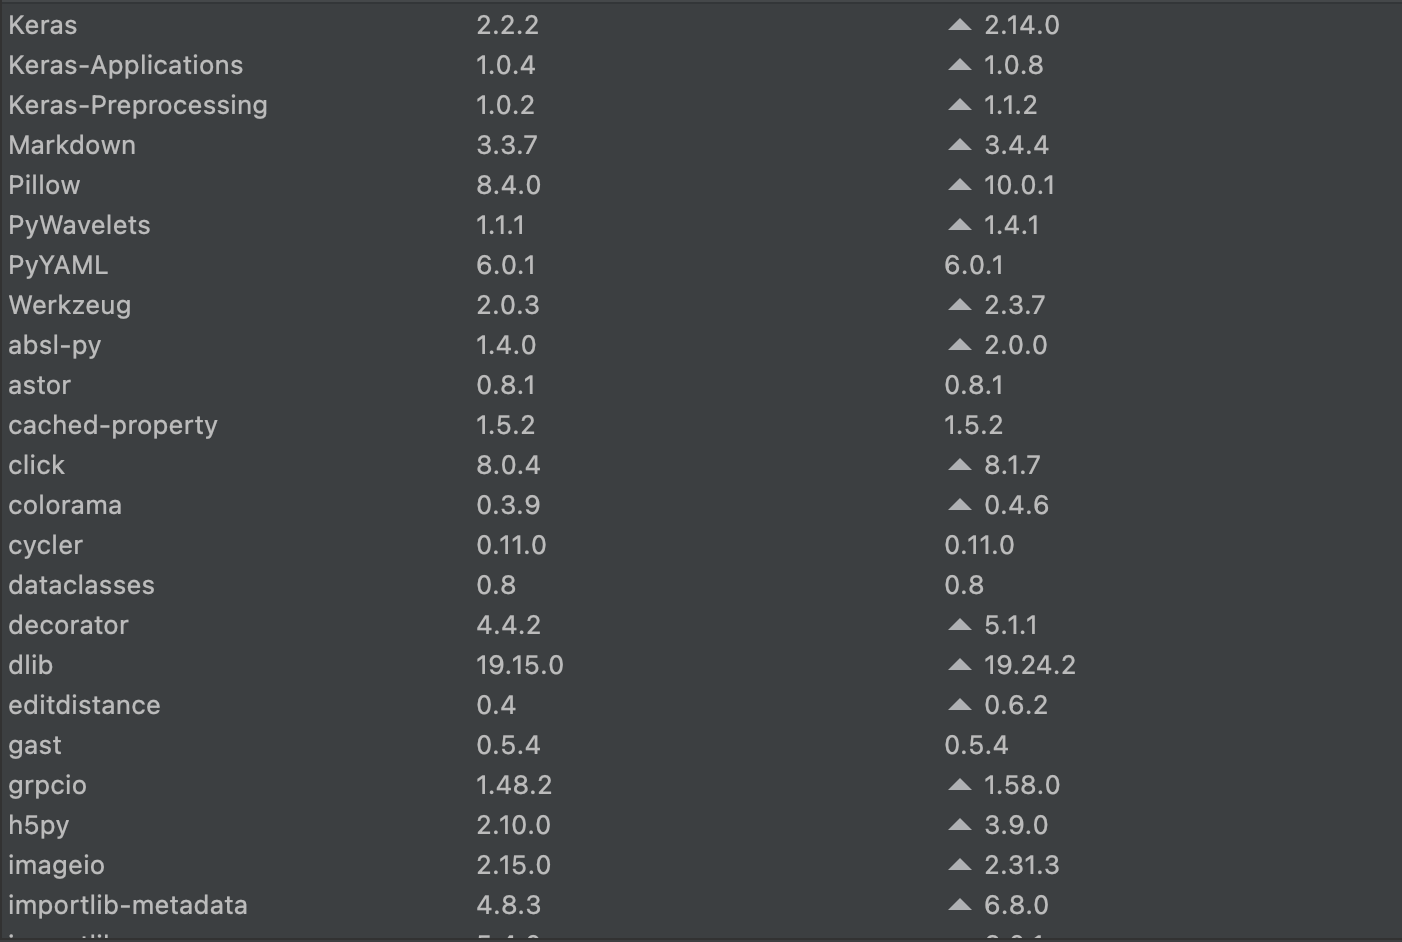 Keras 2.2.2 2.14.0
Keras-Applications 1.0.4 1.0.8
Keras-Preprocessing 1.0.2 1.1.2
Markdown 3.3.7 3.4.4
Pillow 8.4.0 10.0.1
PyWavelets 1.1.1 1.4.1
PyYAML 6.0.1 6.0.1
Werkzeug 2.0.3 2.3.7
absl-py 1.4.0 2.0.0
astor 0.8.1 0.8.1
cached-property 1.5.2 1.5.2
click 8.0.4 8.1.7
colorama 0.3.9 0.4.6
cycler 0.11.0 0.11.0
dataclasses 0.8 0.8
decorator 4.4.2 5.1.1
dlib 19.15.0 19.24.2
editdistance 0.4 0.6.2
gast 0.5.4 0.5.4
grpcio 1.48.2 1.58.0
h5py 2.10.0 3.9.0
imageio 2.15.0 2.31.3
importlib-metadata 4.8.3 6.8.0